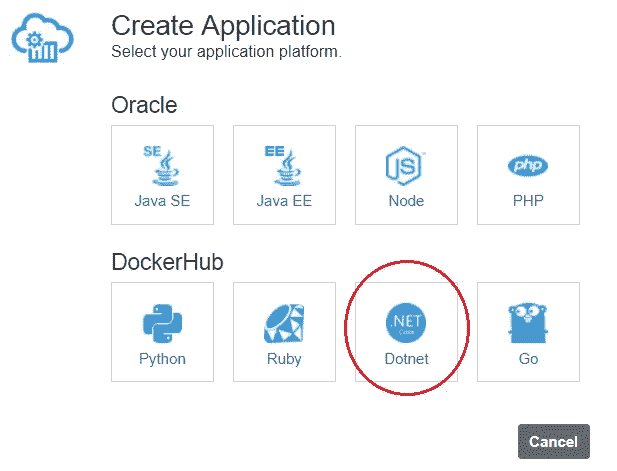 Create Application
Select your application platform.
Oracle
SE EE JS php
Java SE Java EE Node PHP
DockerHub
.NET
Python Ruby Dotnet Go
Cancel